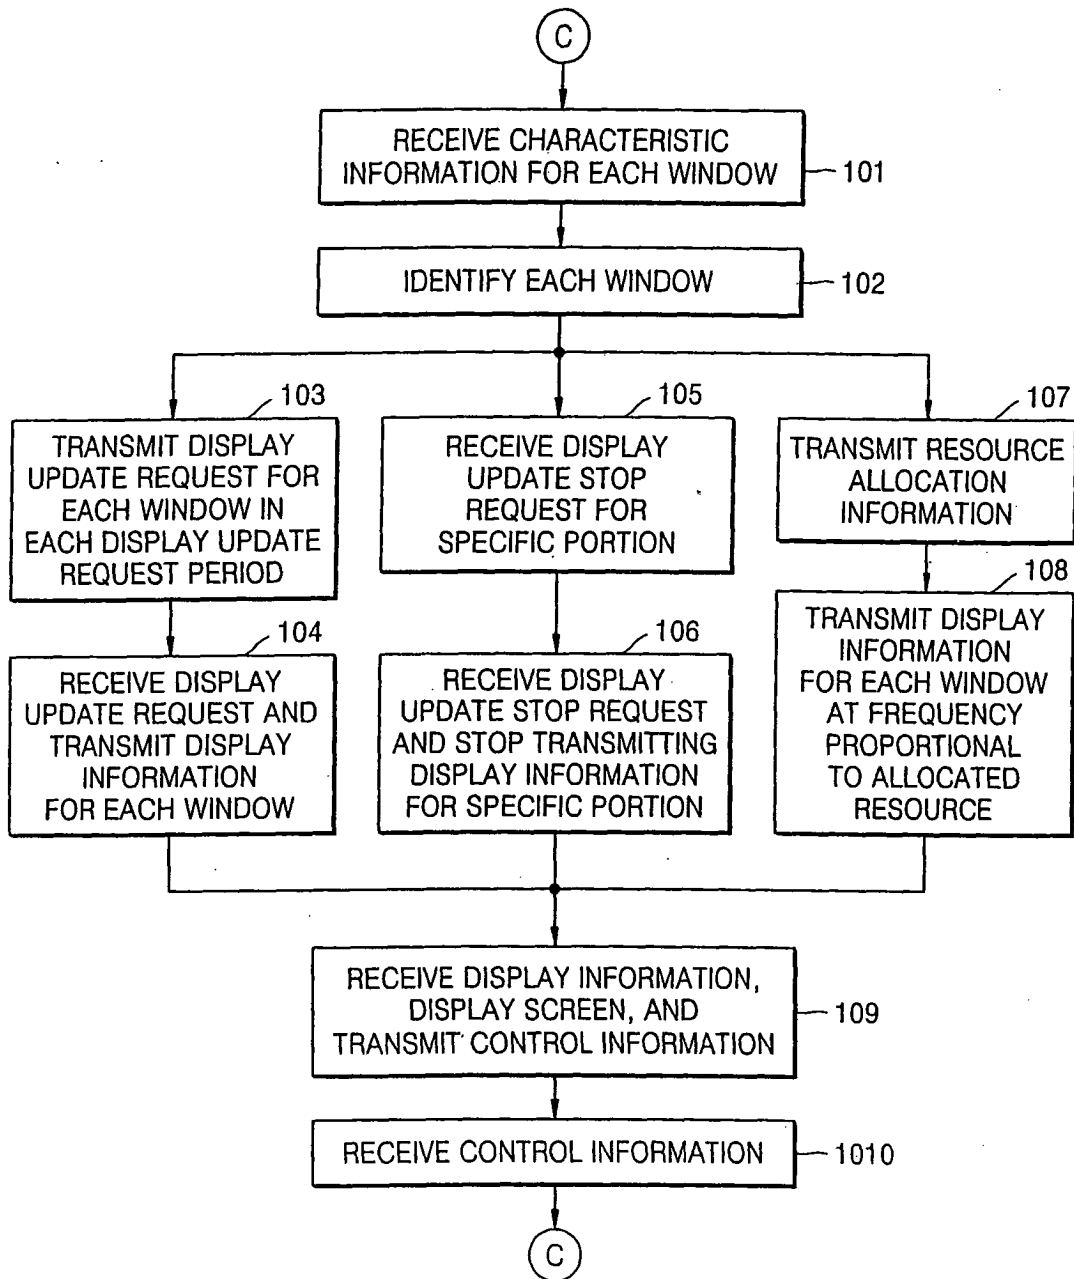 C
RECEIVE CHARACTERISTIC
INFORMATION FOR EACH WINDOW
101
IDENTIFY EACH WINDOW
102
103
TRANSMIT DISPLAY
UPDATE REQUEST FOR
EACH WINDOW IN
EACH DISPLAY UPDATE
REQUEST PERIOD
105
RECEIVE DISPLAY
UPDATE STOP
REQUEST FOR
SPECIFIC PORTION
107
TRANSMIT RESOURCE
ALLOCATION
INFORMATION
104
RECEIVE DISPLAY
UPDATE REQUEST AND
TRANSMIT DISPLAY
INFORMATION
FOR EACH WINDOW
106
RECEIVE DISPLAY
UPDATE STOP REQUEST
AND STOP TRANSMITTING
DISPLAY INFORMATION
FOR SPECIFIC PORTION
108
TRANSMIT DISPLAY
INFORMATION
FOR EACH WINDOW
AT FREQUENCY
PROPORTIONAL
TO ALLOCATED
RESOURCE
RECEIVE DISPLAY INFORMATION,
DISPLAY SCREEN, AND
TRANSMIT CONTROL INFORMATION
109
RECEIVE CONTROL INFORMATION
1010
C